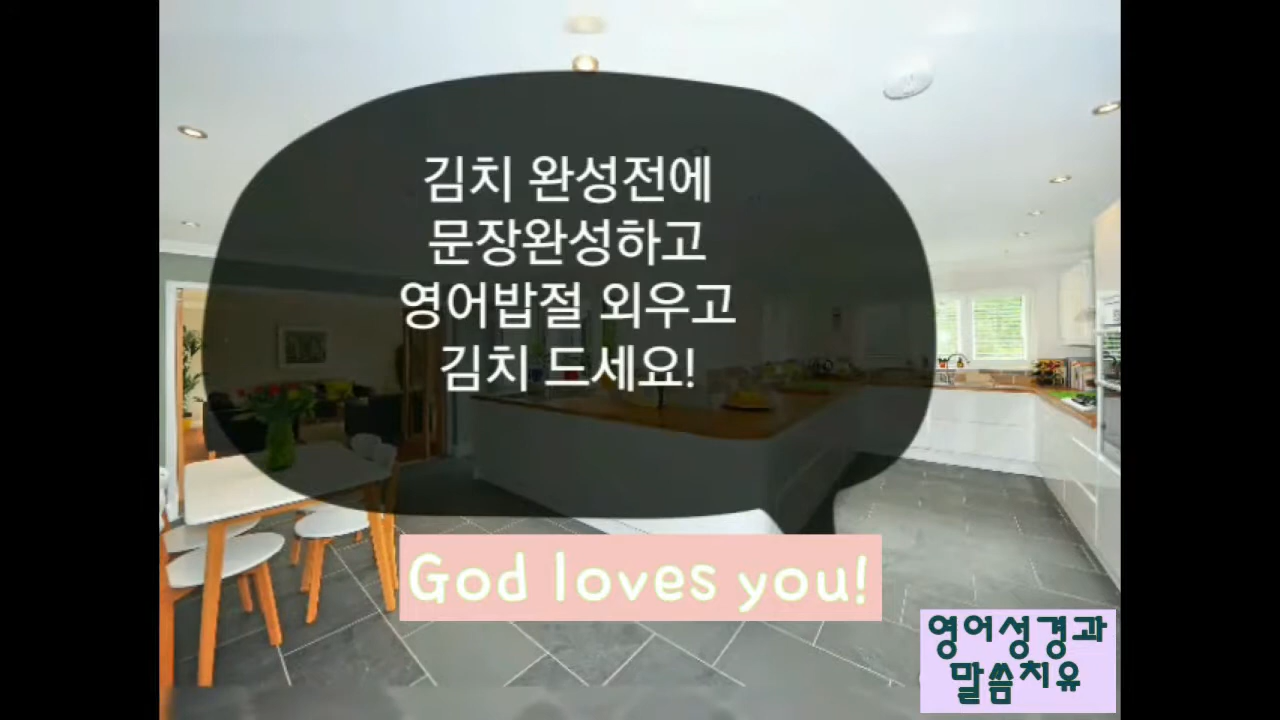 김치 완성전에
문장완성하고
영어밥절 외우고
김치 드세요!
God loves you!
영어성경과
말씀치유